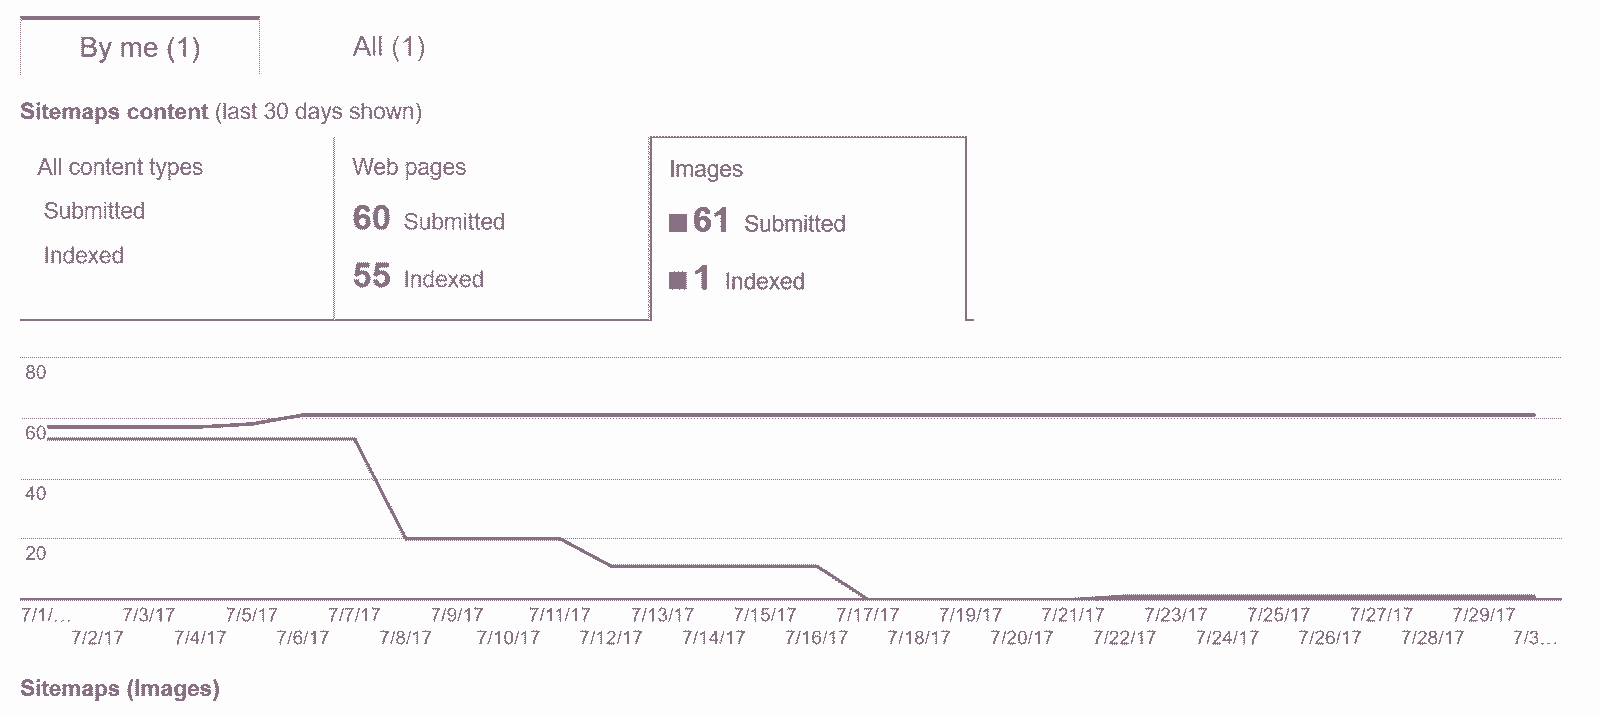 By me (1) All (1)
Sitemaps content (last 30 days shown)
All content types
Submitted
Indexed
Web pages
60 Submitted
55 Indexed
Images
61 Submitted
1 Indexed
80
60
40
20
7/1/... 7/3/17 7/5/17 7/7/17 7/9/17 7/11/17 7/13/17 7/15/17 7/17/17 7/19/17 7/21/17 7/23/17 7/25/17 7/27/17 7/29/17
7/2/17 7/4/17 7/6/17 7/8/17 7/10/17 7/12/17 7/14/17 7/16/17 7/18/17 7/20/17 7/22/17 7/24/17 7/26/17 7/28/17 7/3...
Sitemaps (Images)